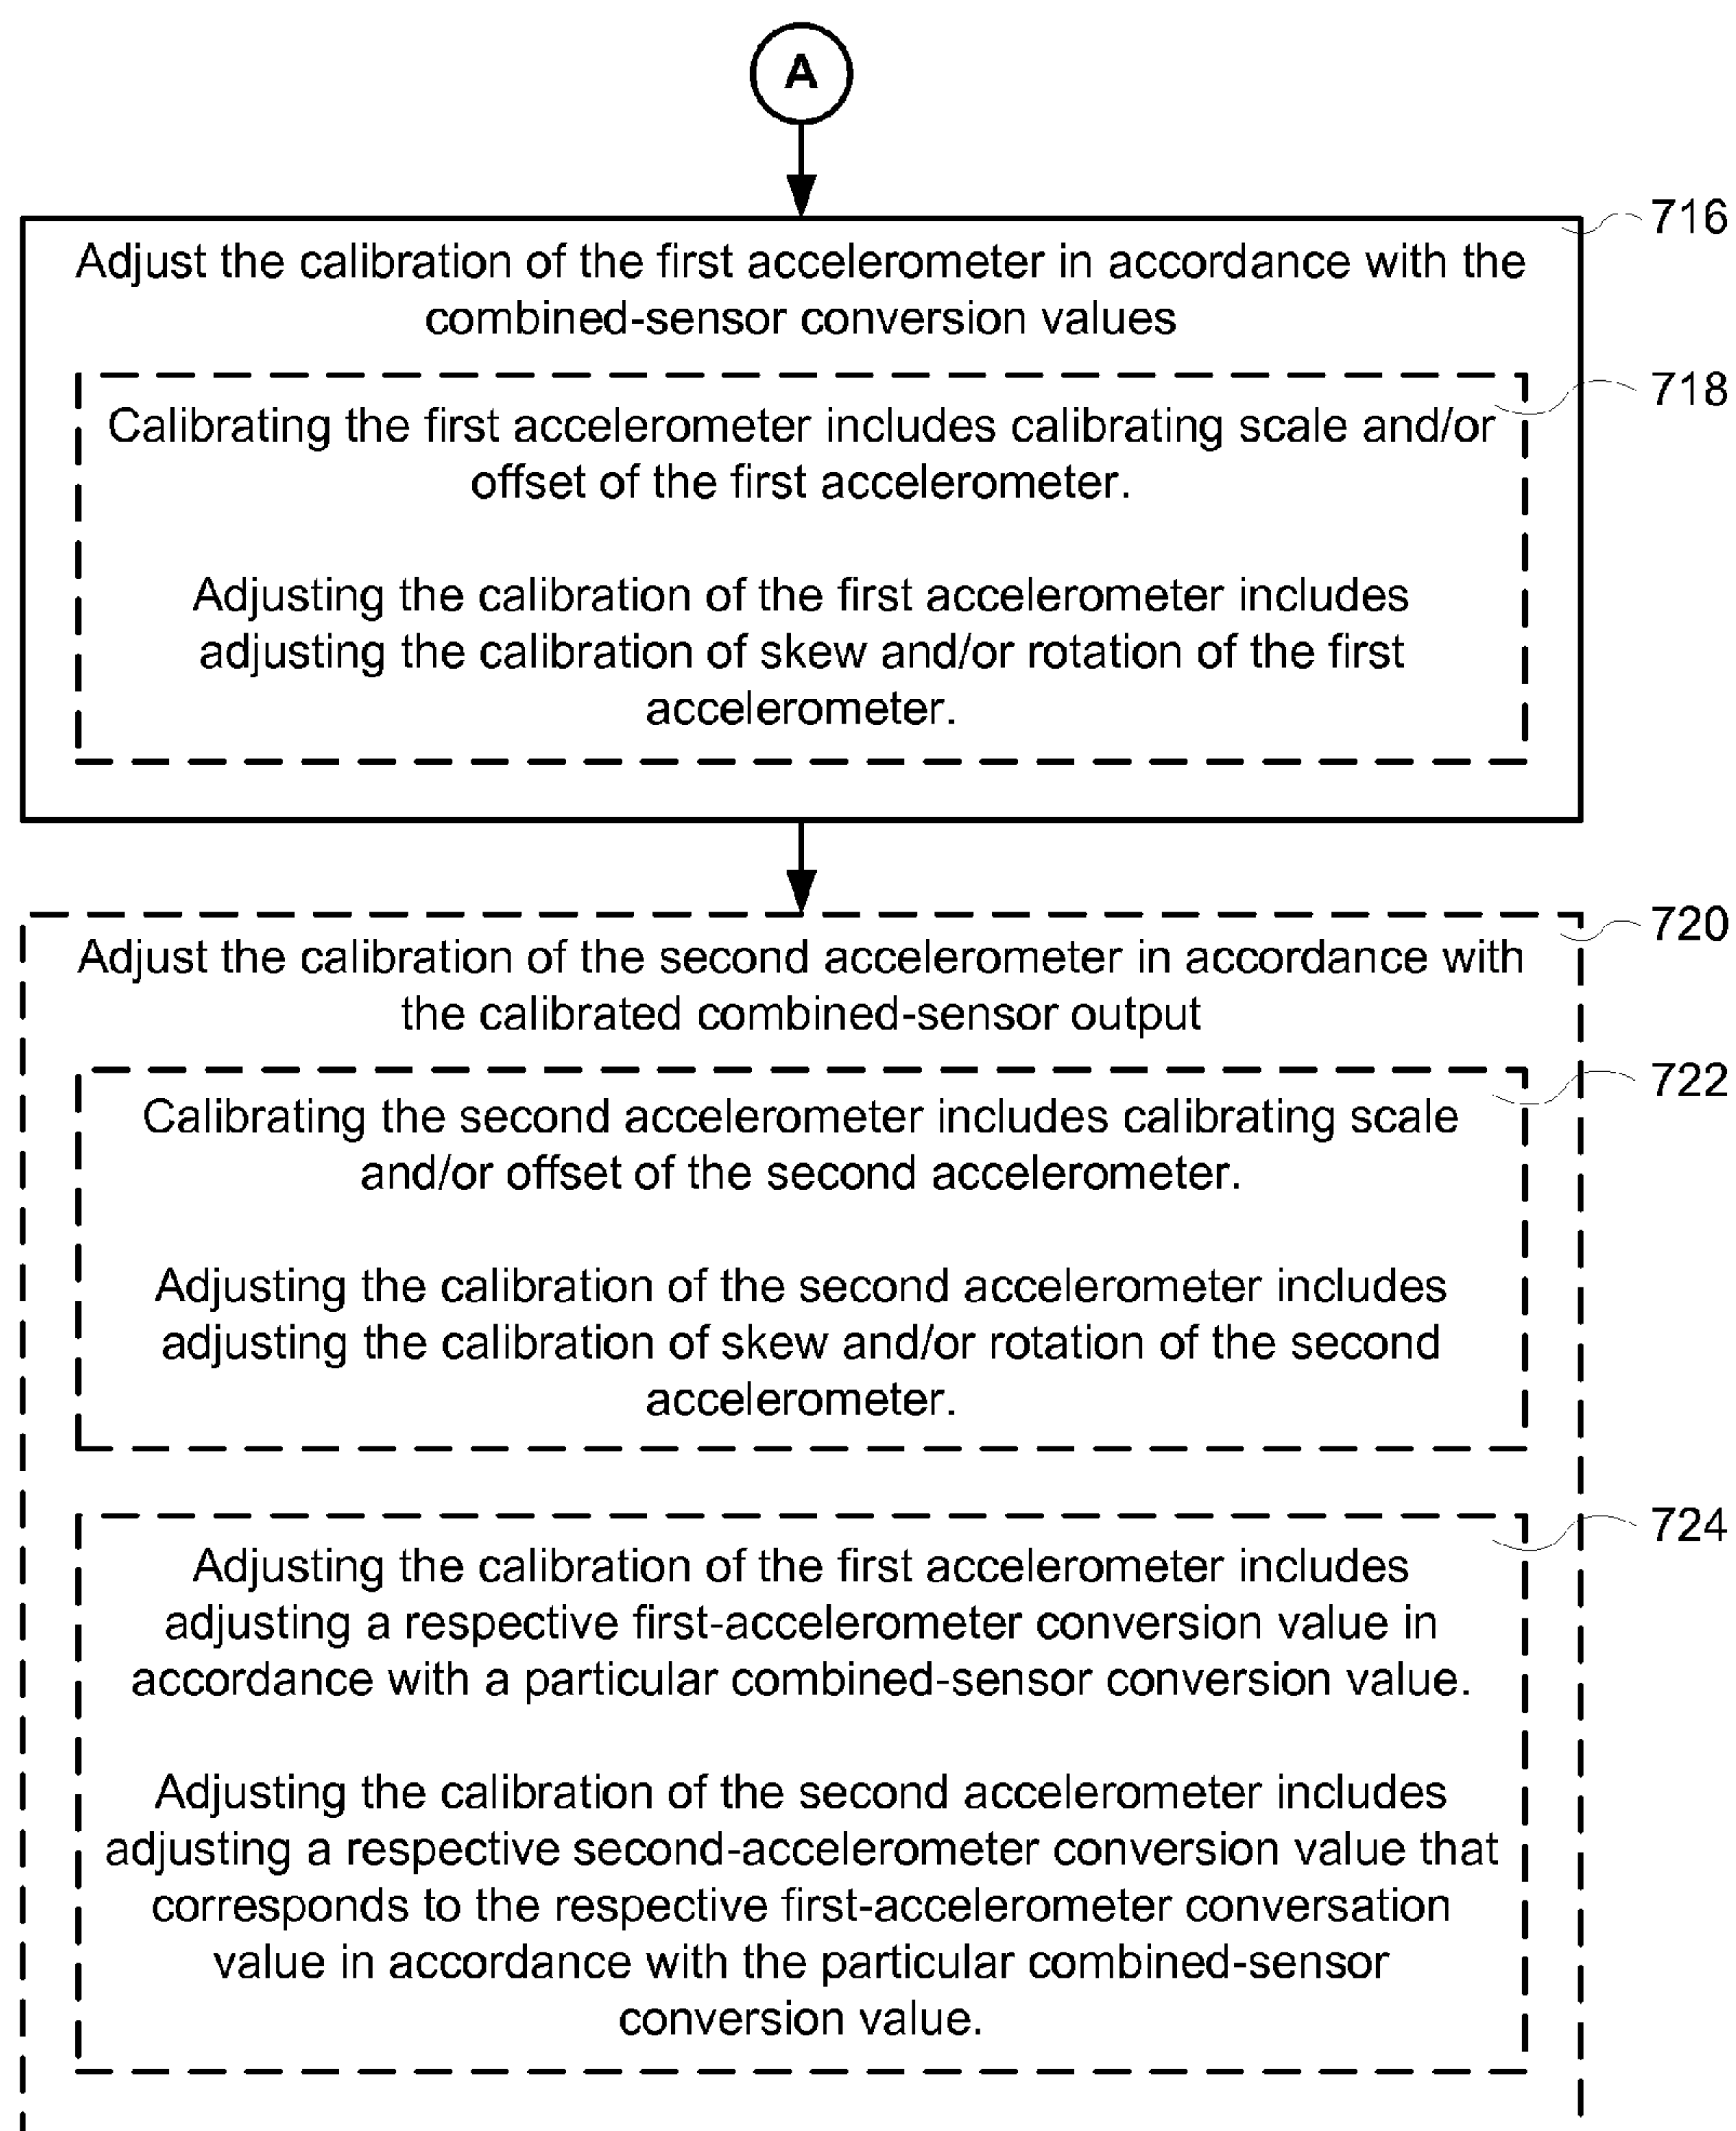 A
716
Adjust the calibration of the first accelerometer in accordance with the
combined-sensor conversion values
718
Calibrating the first accelerometer includes calibrating scale and/or
offset of the first accelerometer.
Adjusting the calibration of the first accelerometer includes
adjusting the calibration of skew and/or rotation of the first
accelerometer.
720
Adjust the calibration of the second accelerometer in accordance with
the calibrated combined-sensor output
722
Calibrating the second accelerometer includes calibrating scale
and/or offset of the second accelerometer.
Adjusting the calibration of the second accelerometer includes
adjusting the calibration of skew and/or rotation of the second
accelerometer.
724
Adjusting the calibration of the first accelerometer includes
adjusting a respective first-accelerometer conversion value in
accordance with a particular combined-sensor conversion value.
Adjusting the calibration of the second accelerometer includes
adjusting a respective second-accelerometer conversion value that
corresponds to the respective first-accelerometer conversation
value in accordance with the particular combined-sensor
conversion value.